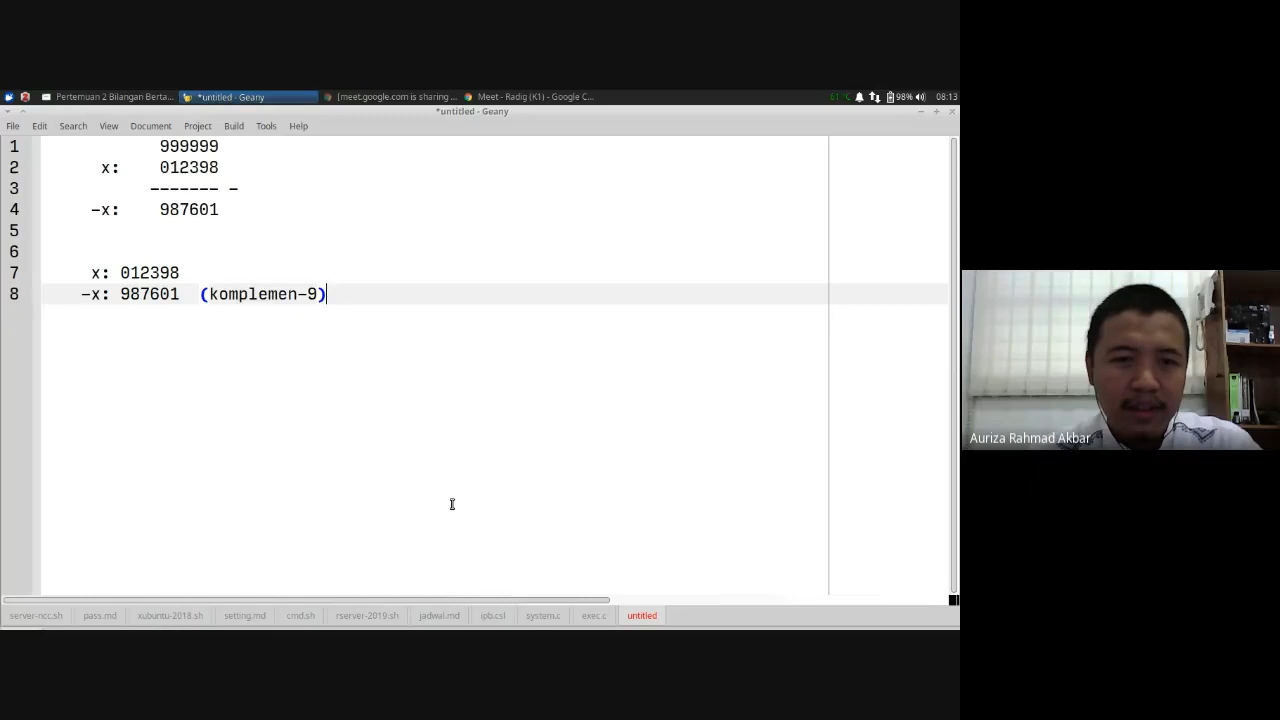 Pertemuan 2 Bilangan Berta... *untitled - Geany [meet.google.com is sharing ... Meet - Radig (K1) - Google C... 61 °C 98% 08:13
*untitled - Geany
File Edit Search View Document Project Build Tools Help
1 999999
2 x: 012398
3 ------- -
4 -x: 987601
5
6
7 x: 012398
8 -x: 987601 (komplemen-9)
Auriza Rahmad Akbar
server-ncc.sh pass.md xubuntu-2018.sh setting.md cmd.sh rserver-2019.sh jadwal.md ipb.csl system.c exec.c untitled